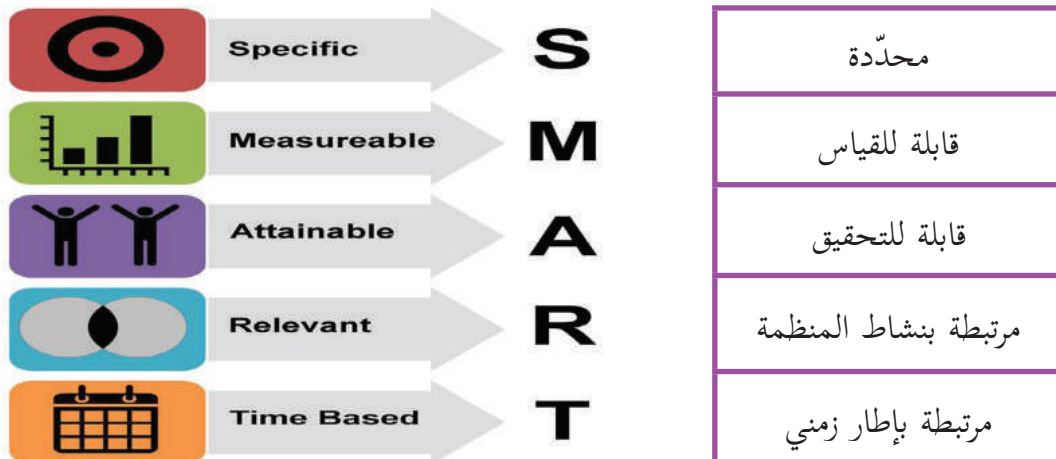 Specific S محدّدة
Measureable M قابلة للقياس
Attainable A قابلة للتحقيق
Relevant R مرتبطة بنشاط المنظمة
Time Based T مرتبطة بإطار زمني